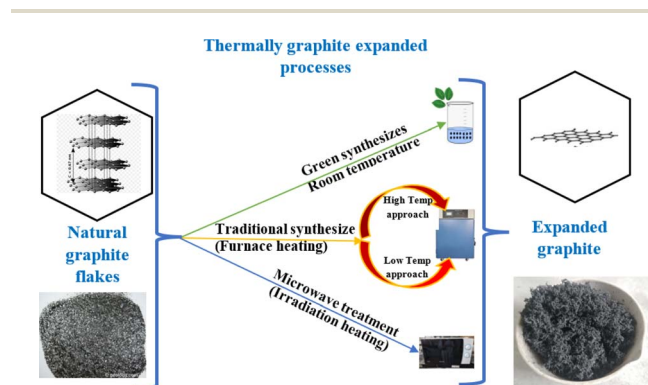 Thermally graphite expanded
processes
Green synthesizes
Room temperature
High Temp
approach
Traditional synthesize
(Furnace heating)
Low Temp
approach
Microwave treatment
(Irradiation heating)
Natural
graphite
flakes
Expanded
graphite